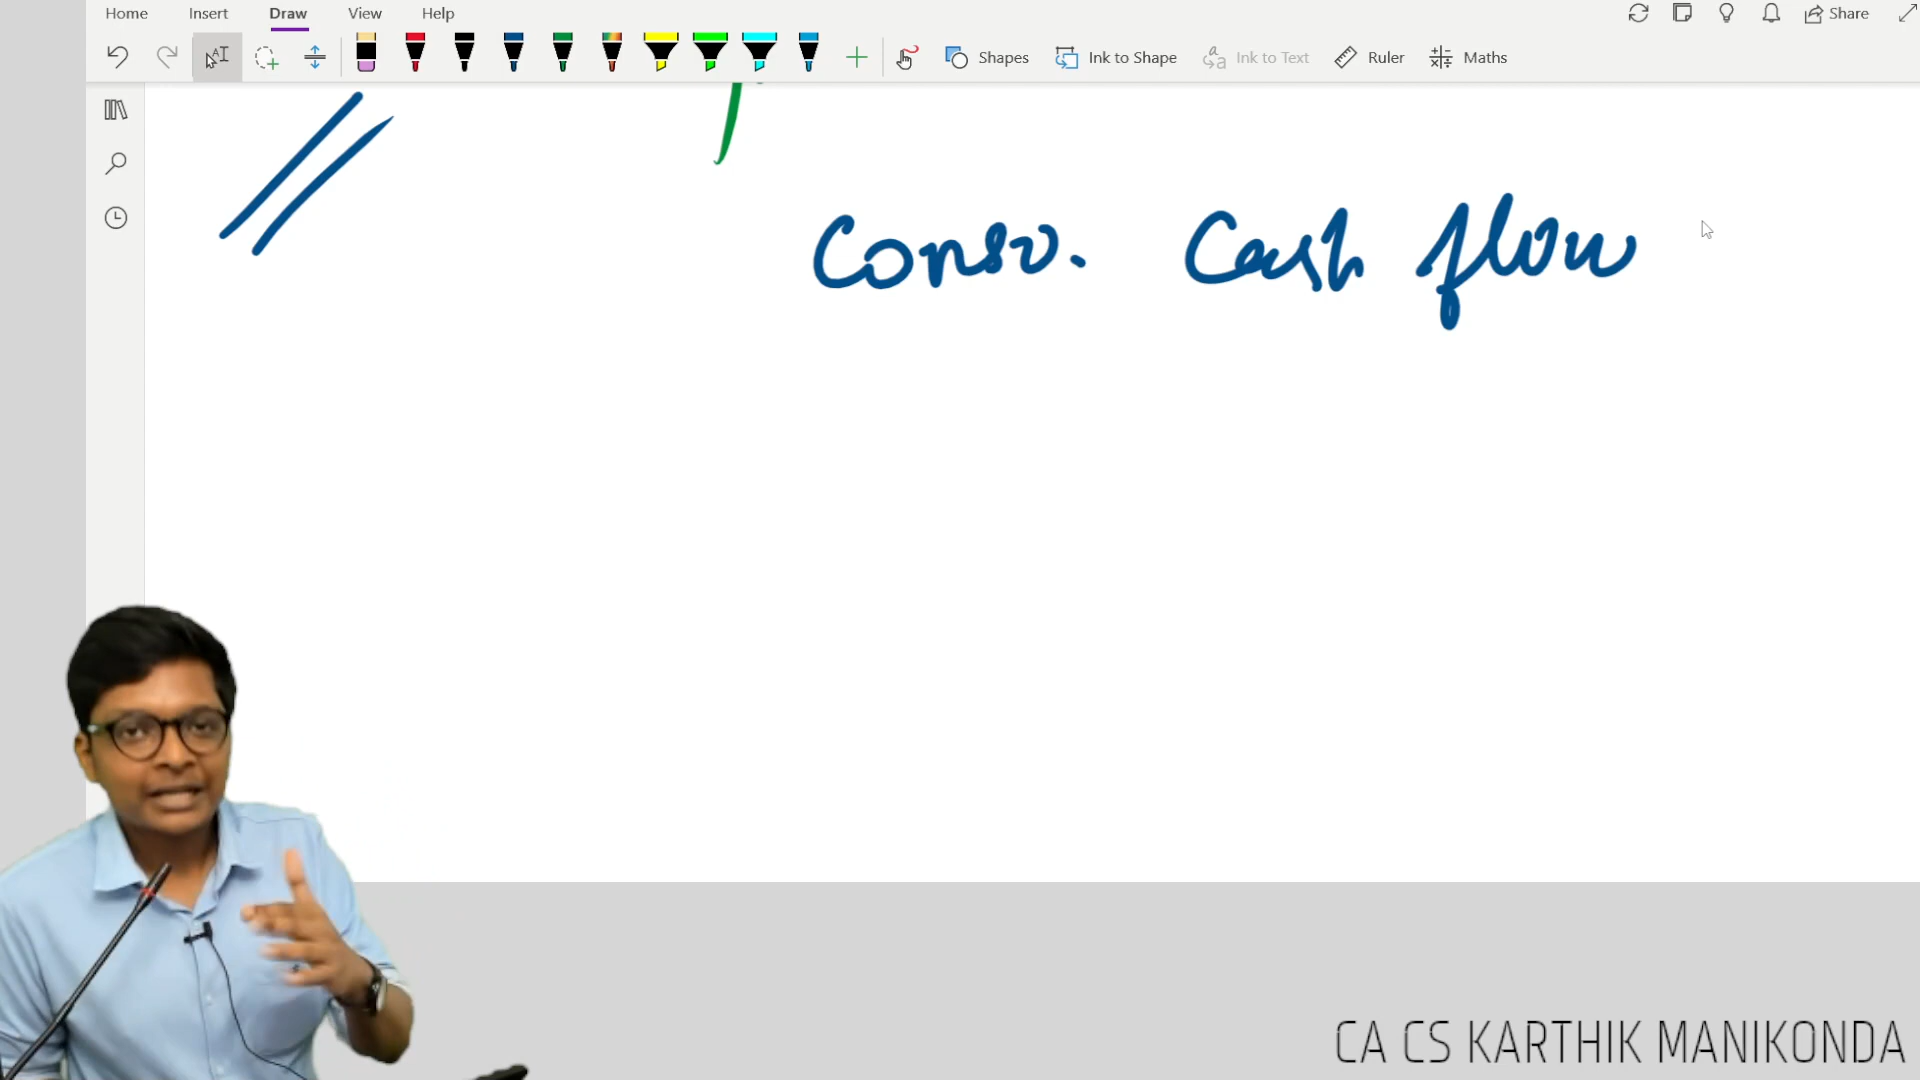 Home Insert Draw View Help Share
Shapes Ink to Shape Ink to Text Ruler Maths
Conso. Cash flow
CA CS KARTHIK MANIKONDA